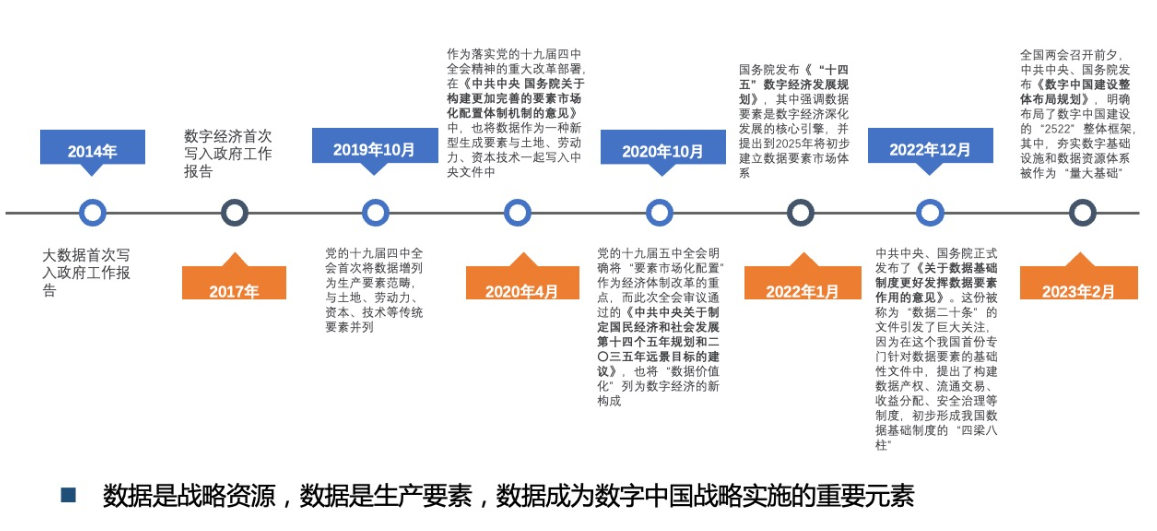 2014年
大数据首次写
入政府工作报
告
数字经济首次
写入政府工作
报告
2017年
2019年10月
党的十九届四中全
会首次将数据增列
为生产要素范畴,
与土地、劳动力、
资本、技术等传统
要素并列
作为落实党的十九届四中
全会精神的重大改革部署,
在《中共中央 国务院关于
构建更加完善的要素市场
化配置体制机制的意见》
中，也将数据作为一种新
型生成要素与土地、劳动
力、资本技术一起写入中
央文件中
2020年4月
2020年10月
党的十九届五中全会明
确将“要素市场化配置”
作为经济体制改革的重
点，而此次全会审议通
过的《中共中央关于制
定国民经济和社会发展
第十四个五年规划和二
〇三五年远景目标的建
议》，也将“数据价值
化”列为数字经济的新
构成
国务院发布《“十四
五”数字经济发展规
划》，其中强调数据
要素是数字经济深化
发展的核心引擎，并
提出到2025年将初步
建立数据要素市场体
系
2022年1月
2022年12月
中共中央、国务院正式
发布了《关于数据基础
制度更好发挥数据要素
作用的意见》。这份被
称为“数据二十条”的
文件引发了巨大关注，
因为在这个我国首份专
门针对数据要素的基础
性文件中，提出了构建
数据产权、流通交易、
收益分配、安全治理等
制度，初步形成我国数
据基础制度的“四梁八
柱“
全国两会召开前夕，
中共中央、国务院发
布《数字中国建设整
体布局规划》，明确
布局了数字中国建设
的“2522”整体框架，
其中，夯实数字基础
设施和数据资源体系
被作为“量大基础”
2023年2月
■ 数据是战略资源，数据是生产要素，数据成为数字中国战略实施的重要元素